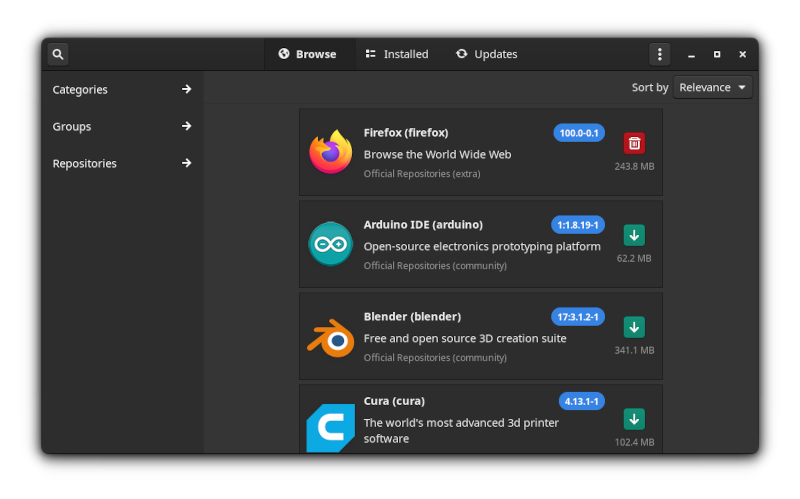 Browse
Installed
Updates
Categories
Groups
Repositories
Sort by Relevance
Firefox (firefox) 100.0-0.1
Browse the World Wide Web
Official Repositories (extra)
243.8 MB
Arduino IDE (arduino) 1:1.8.19-1
Open-source electronics prototyping platform
Official Repositories (community)
62.2 MB
Blender (blender) 17:3.1.2-1
Free and open source 3D creation suite
Official Repositories (community)
341.1 MB
Cura (cura) 4.13.1-1
The world's most advanced 3d printer
software
102.4 MB